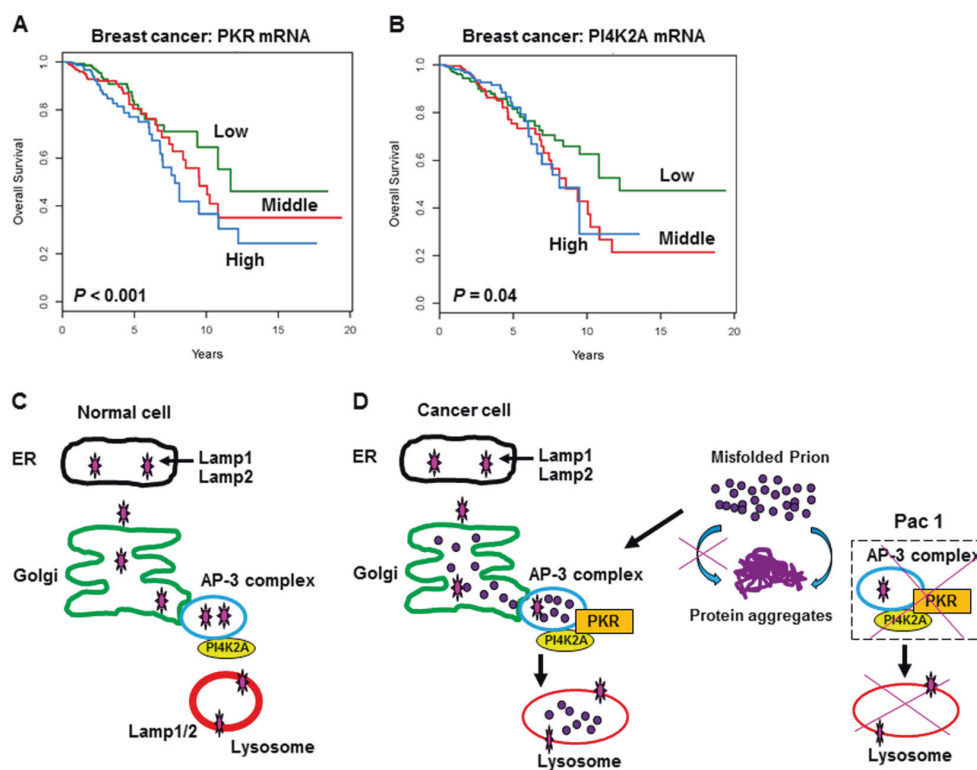 A
Breast cancer: PKR mRNA
Overall Survival
1.0
0.8
0.6
0.4
0.2
0.0
Low
Middle
High
P < 0.001
0 5 10 15 20
Years
B
Breast cancer: PI4K2A mRNA
Overall Survival
1.0
0.8
0.6
0.4
0.2
0.0
Low
High
Middle
P = 0.04
0 5 10 15 20
Years
C
Normal cell
ER
Lamp1
Lamp2
Golgi
AP-3 complex
PI4K2A
Lamp1/2
Lysosome
D
Cancer cell
ER
Lamp1
Lamp2
Golgi
AP-3 complex
PKR
PI4K2A
Lysosome
Misfolded Prion
Protein aggregates
Pac 1
AP-3 complex
PKR
PI4K2A
Lysosome